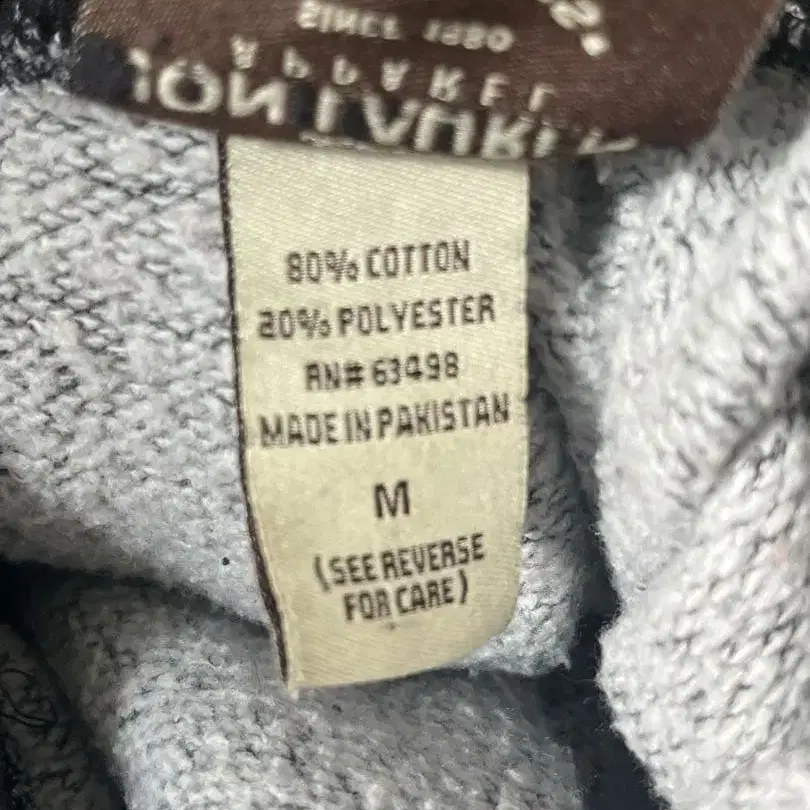 APPAREL
SINCE 1980
80% COTTON
20% POLYESTER
RN# 63498
MADE IN PAKISTAN
M
(SEE REVERSE
FOR CARE)